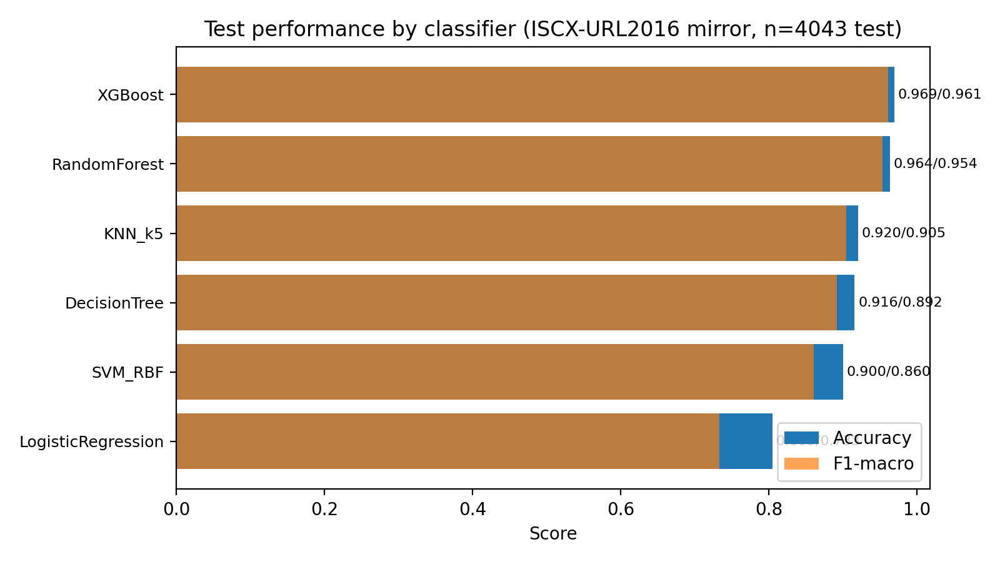 Test performance by classifier (ISCX-URL2016 mirror, n=4043 test)
XGBoost
0.969/0.961
RandomForest
0.964/0.954
KNN_k5
0.920/0.905
DecisionTree
0.916/0.892
SVM_RBF
0.900/0.860
LogisticRegression
Accuracy
F1-macro
0.0
0.2
0.4
0.6
0.8
1.0
Score